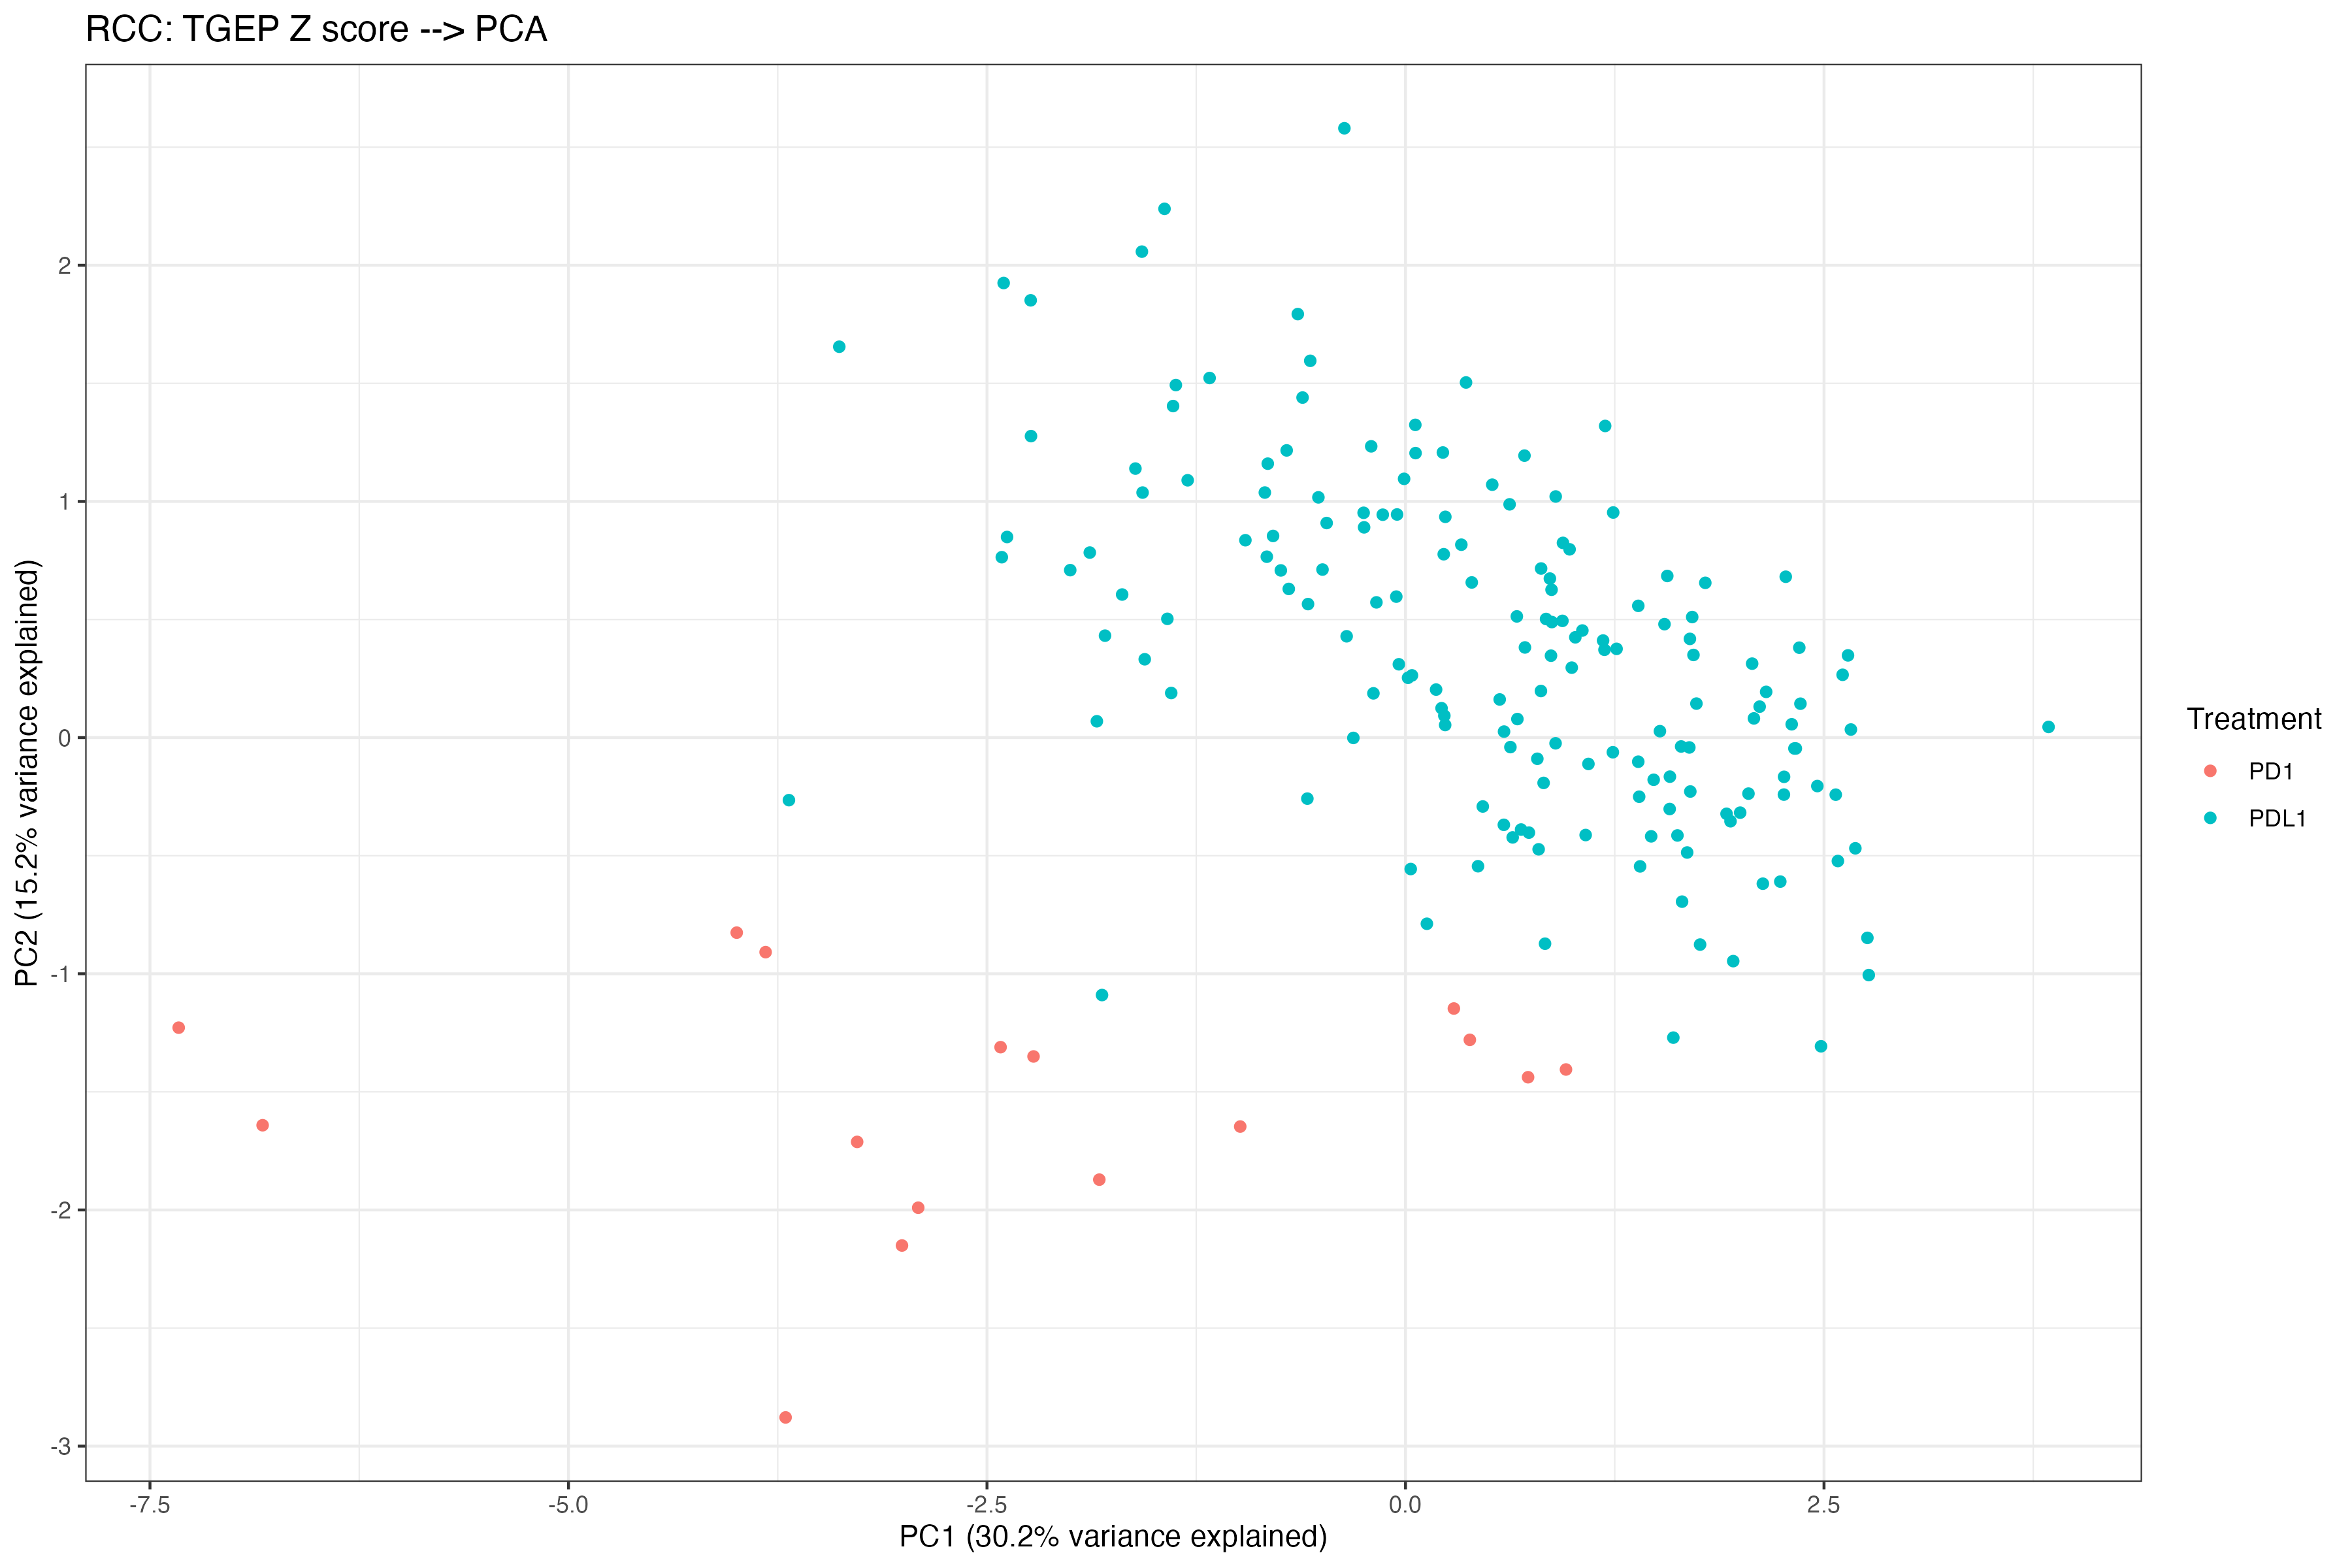 RCC: TGEP Z score --> PCA
PC2 (15.2% variance explained)
2
1
0
-1
-2
-3
-7.5
-5.0
-2.5
0.0
2.5
PC1 (30.2% variance explained)
Treatment
PD1
PDL1